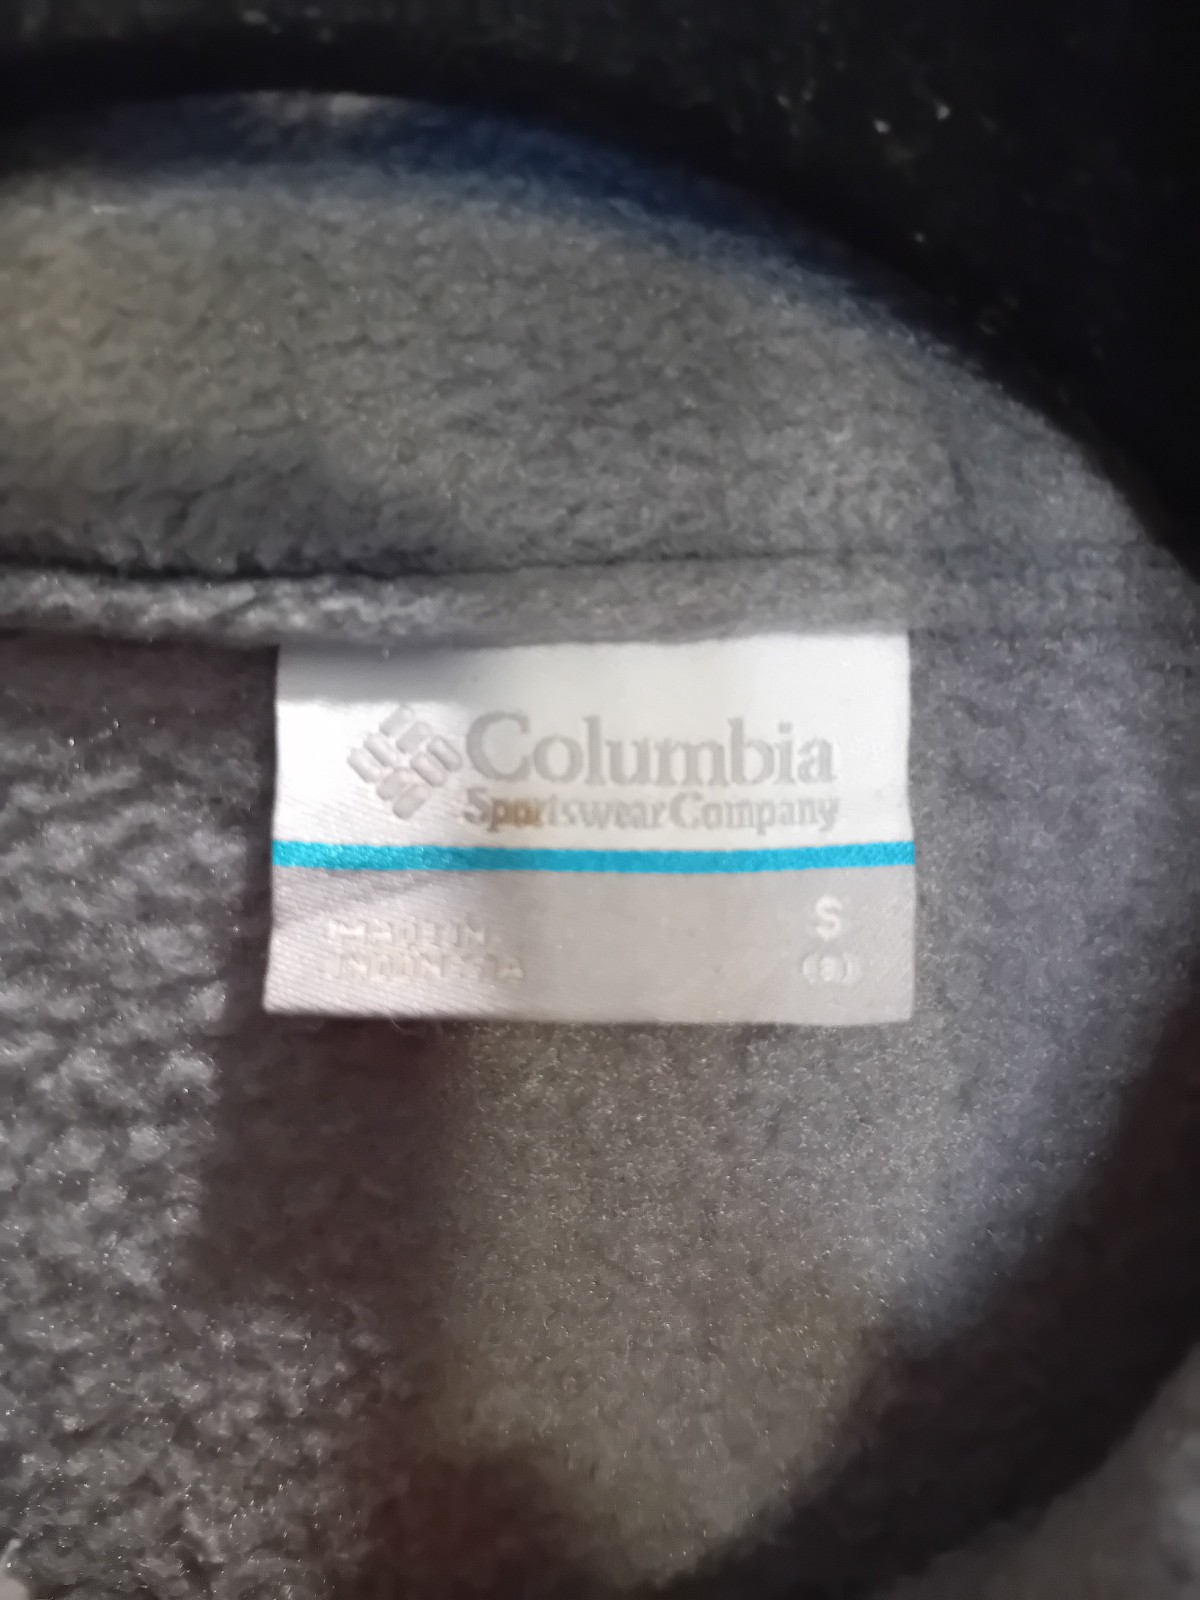 Columbia
Sportswear Company
MADE IN
INDONESIA
S